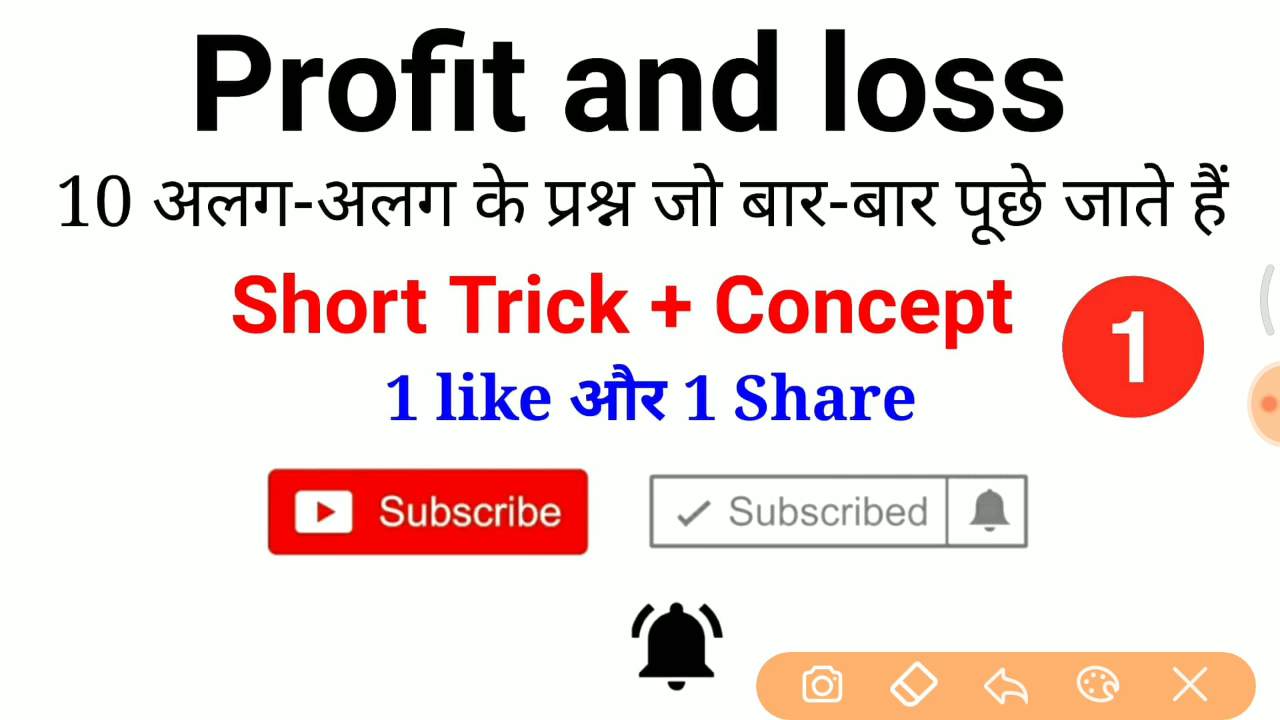 Profit and loss
10 अलग-अलग के प्रश्न जो बार-बार पूछे जाते हैं
Short Trick + Concept
1
1 like और 1 Share
Subscribe
Subscribed